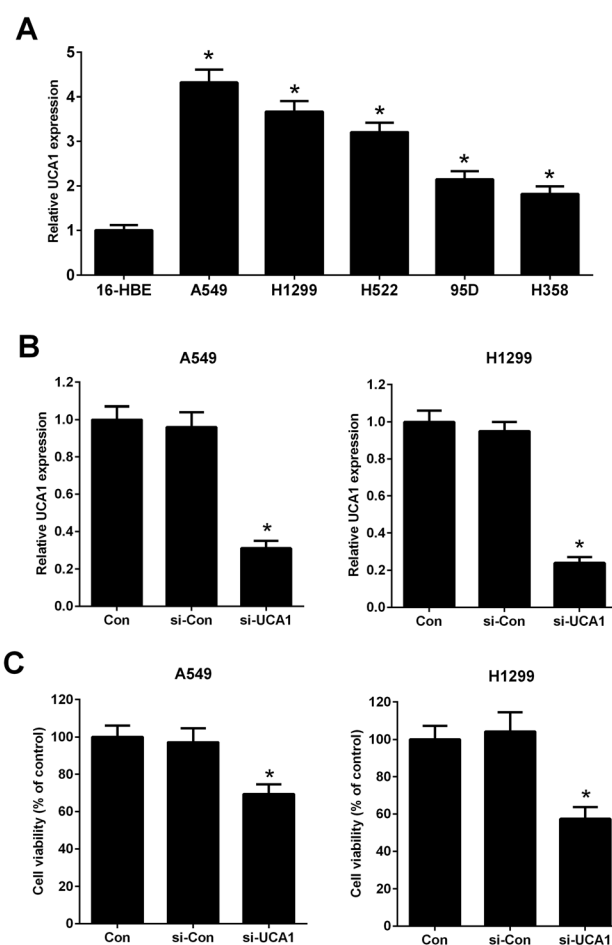 A
Relative UCA1 expression
5
4
3
2
1
0
*
*
*
*
*
16-HBE A549 H1299 H522 95D H358
B
A549
Relative UCA1 expression
1.2
1.0
0.8
0.6
0.4
0.2
0.0
*
Con si-Con si-UCA1
H1299
Relative UCA1 expression
1.2
1.0
0.8
0.6
0.4
0.2
0.0
*
Con si-Con si-UCA1
C
A549
Cell viability (% of control)
120
100
80
60
40
20
0
*
Con si-Con si-UCA1
H1299
Cell viability (% of control)
120
100
80
60
40
20
0
*
Con si-Con si-UCA1